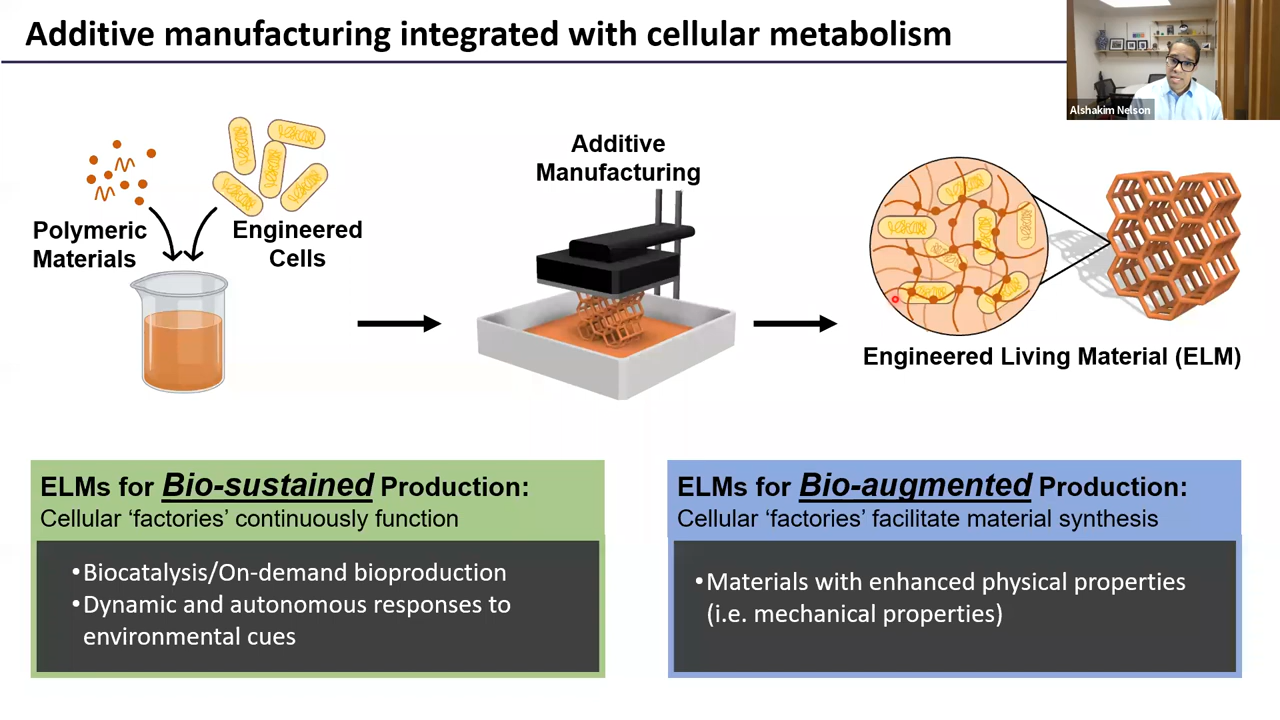 Additive manufacturing integrated with cellular metabolism
Alshakim Nelson
Polymeric
Materials
Engineered
Cells
Additive
Manufacturing
Engineered Living Material (ELM)
ELMs for Bio-sustained Production:
Cellular ‘factories’ continuously function
•Biocatalysis/On-demand bioproduction
•Dynamic and autonomous responses to
environmental cues
ELMs for Bio-augmented Production:
Cellular ‘factories’ facilitate material synthesis
•Materials with enhanced physical properties
(i.e. mechanical properties)